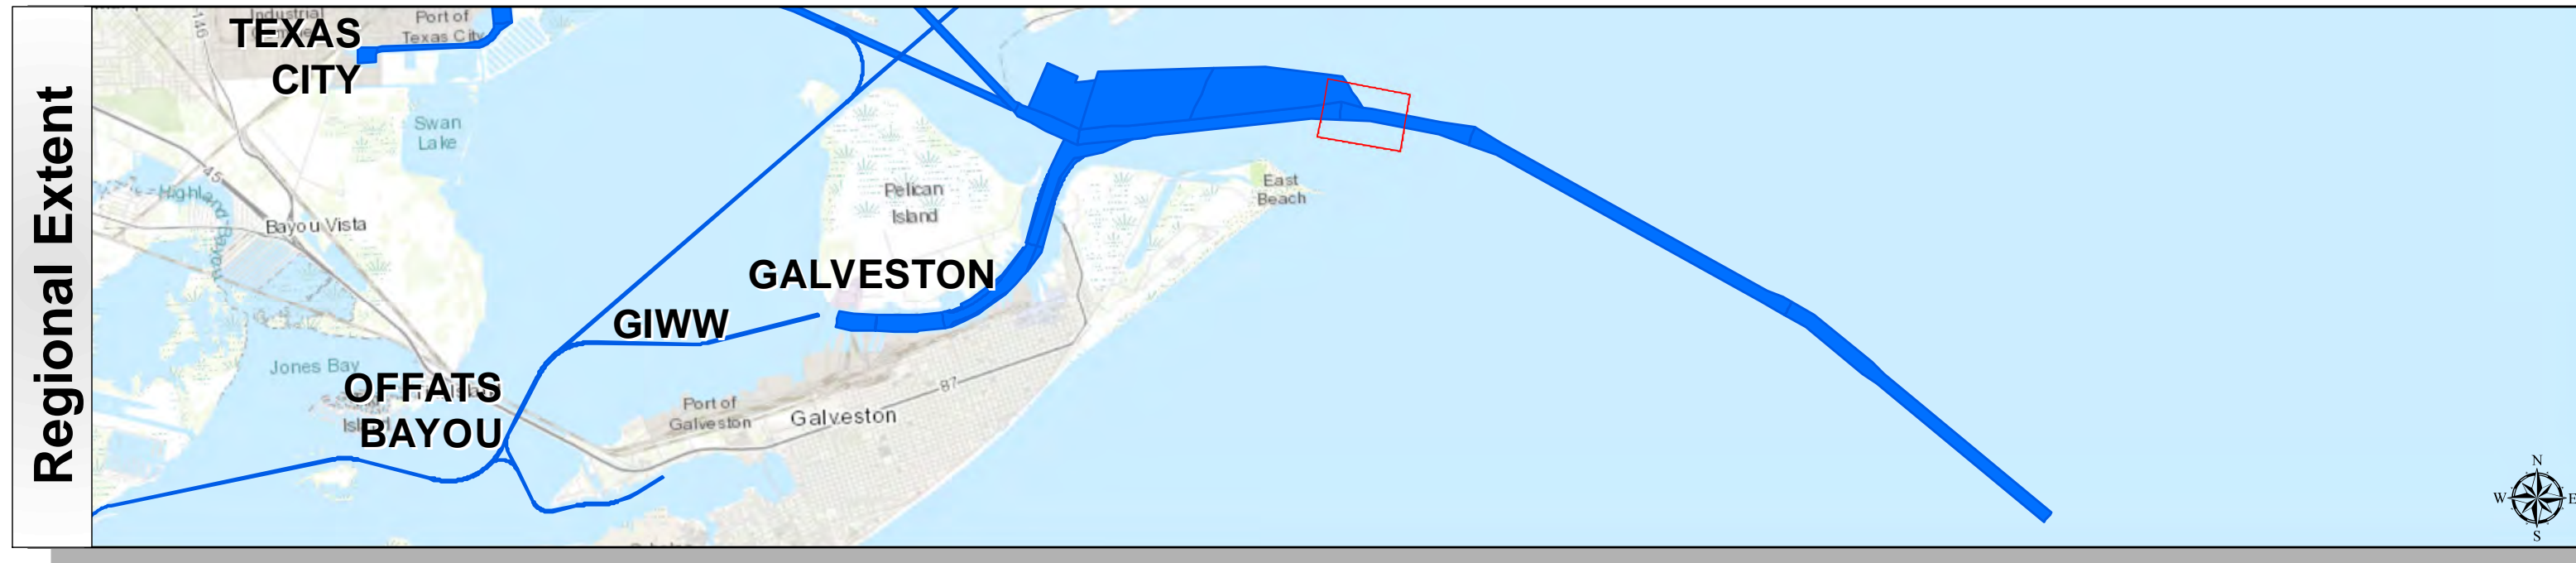 Regional Extent
TEXAS
CITY
Industrial
Port of
Texas City
146
Swan
Lake
45
Highland
Bayou
Bayou Vista
Pelican
Island
East
Beach
GALVESTON
GIWW
Jones Bay
OFFATS
BAYOU
Island
Port of
Galveston
Galveston
87
N
W
E
S